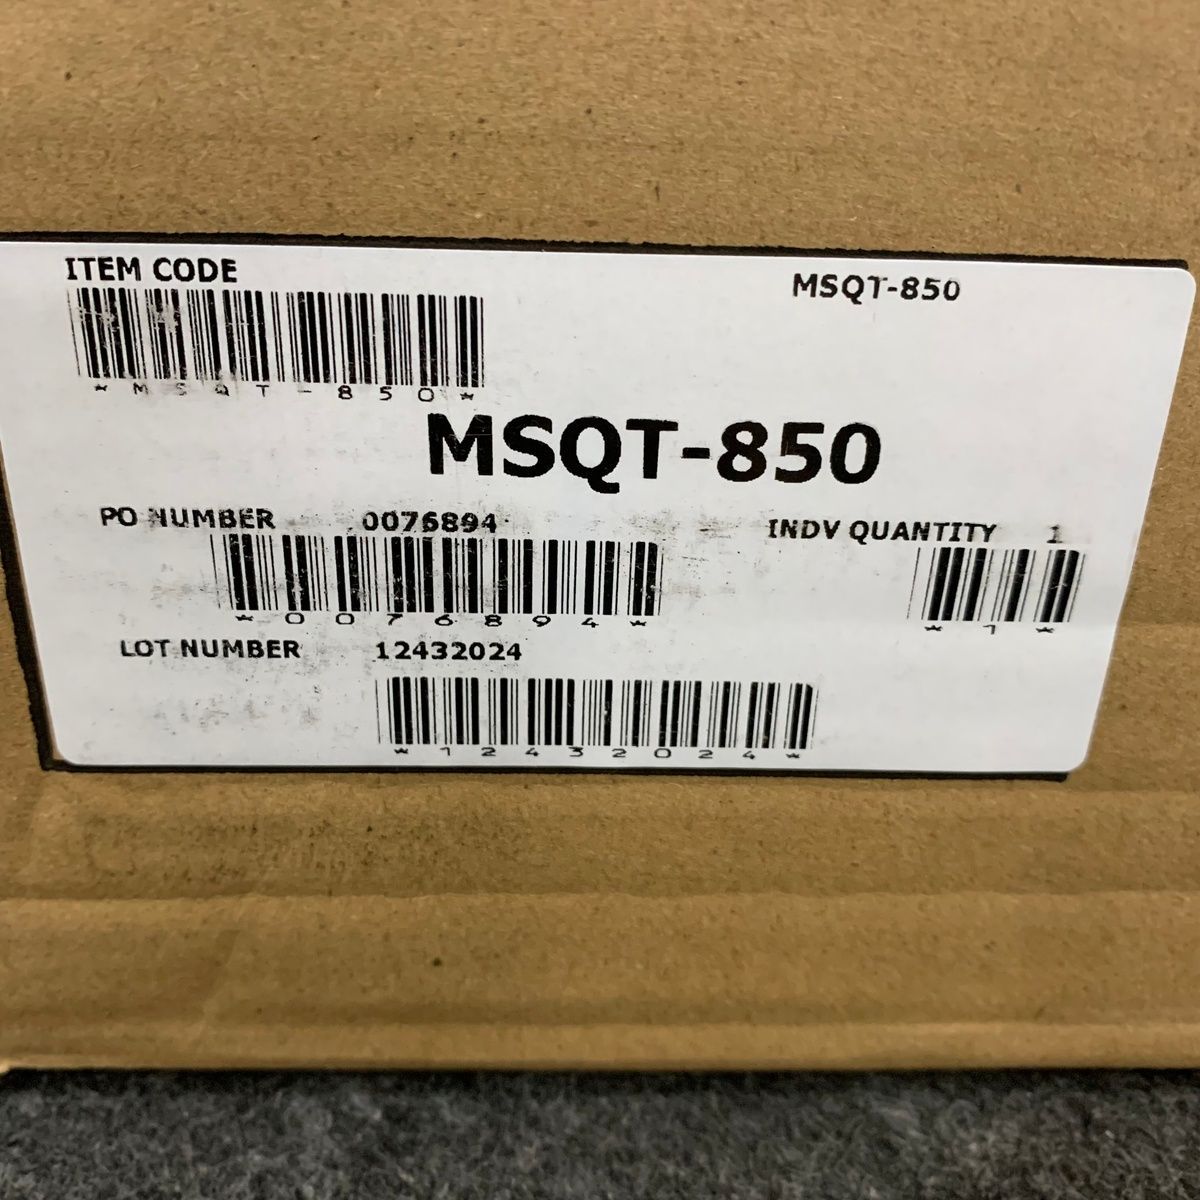 ITEM CODE MSQT-850
*MSQT-850*
MSQT-850
PO NUMBER 0076894 INDV QUANTITY 1
*0076894* *1*
LOT NUMBER 12432024
*12432024*